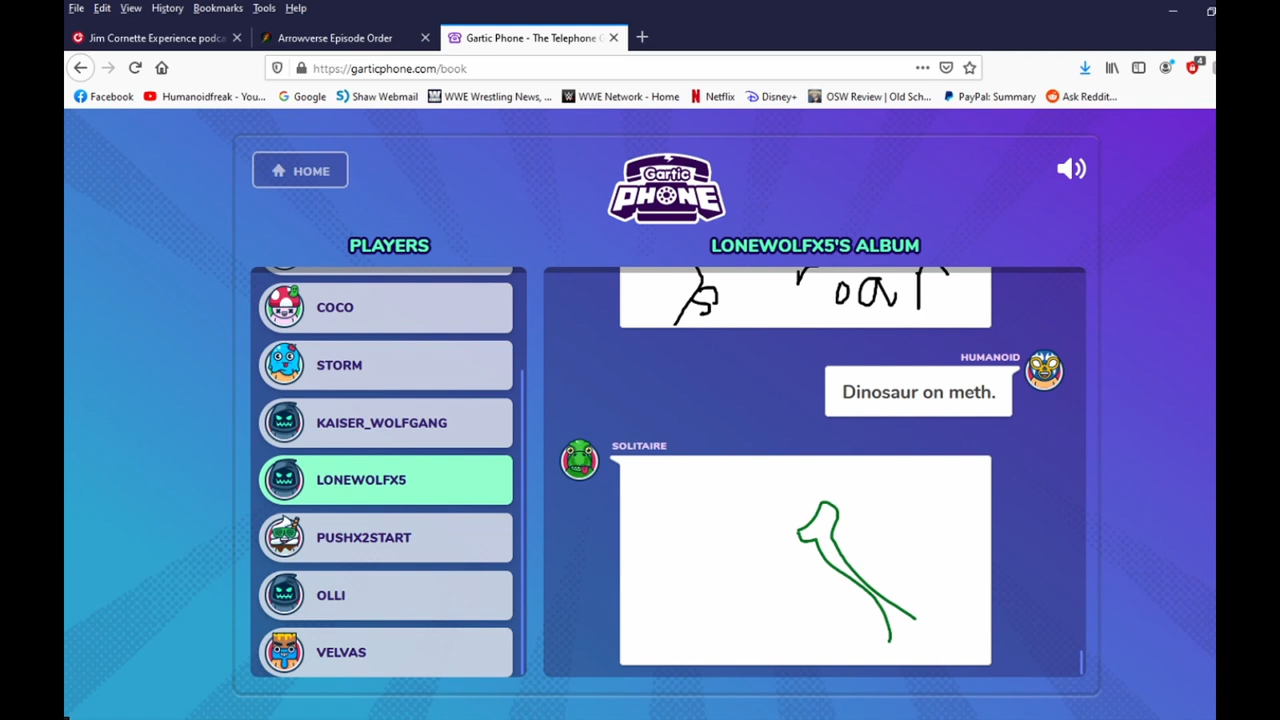 File Edit View History Bookmarks Tools Help
Jim Cornette Experience podca
Arrowverse Episode Order
Gartic Phone - The Telephone G
https://garticphone.com/book
4
Facebook
Humanoidfreak - You...
Google
Shaw Webmail
WWE Wrestling News, ...
WWE Network - Home
Netflix
Disney+
OSW Review | Old Sch...
PayPal: Summary
Ask Reddit...
HOME
Gartic
PHONE
PLAYERS
LONEWOLFX5'S ALBUM
COCO
STORM
KAISER_WOLFGANG
LONEWOLFX5
PUSHX2START
OLLI
VELVAS
HUMANOID
Dinosaur on meth.
SOLITAIRE